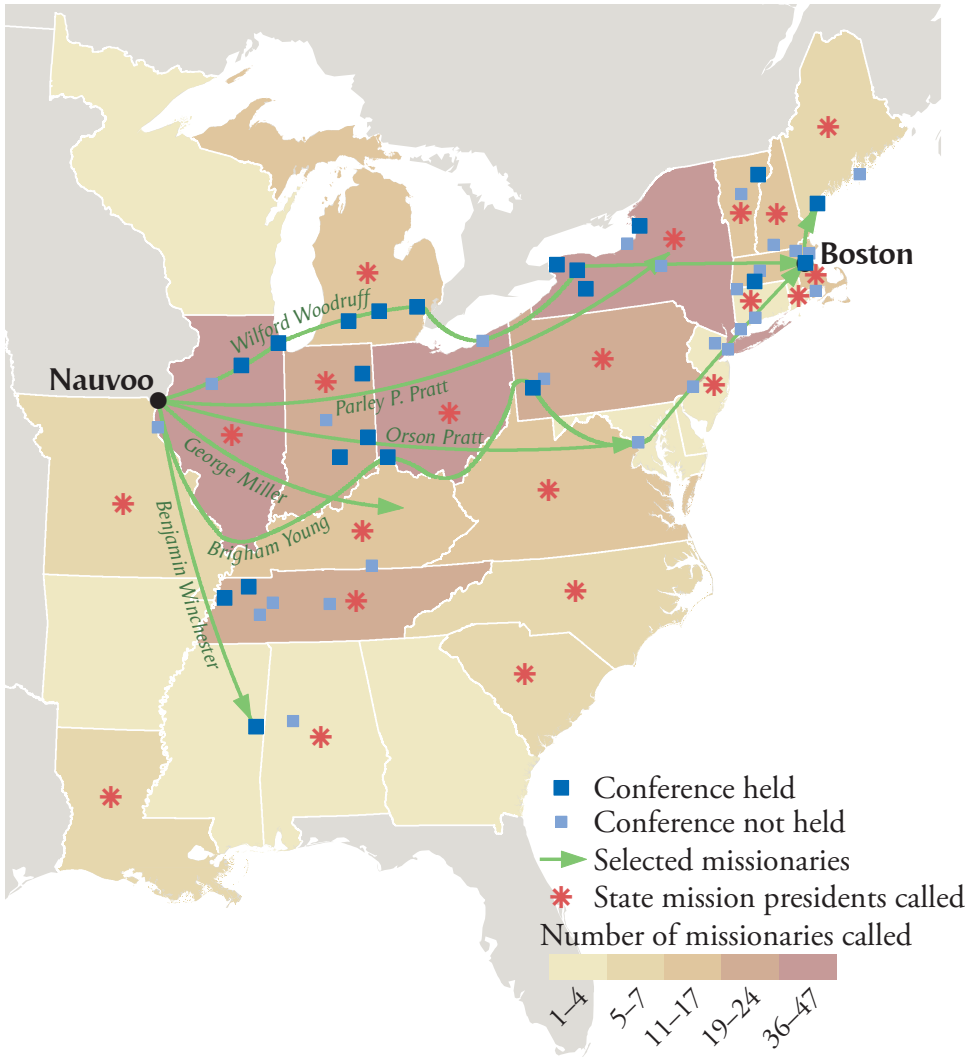 Boston
Wilford Woodruff
Nauvoo
Parley P. Pratt
Orson Pratt
George Miller
Brigham Young
Benjamin Winchester
Conference held
Conference not held
Selected missionaries
State mission presidents called
Number of missionaries called
1–4
5–7
11–17
19–24
36–47